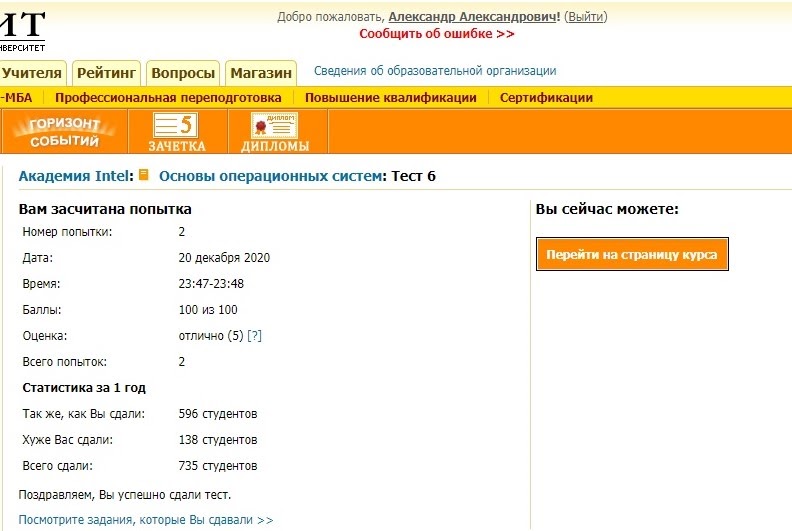 ИТ
Добро пожаловать, Александр Александрович! (Выйти)
Сообщить об ошибке >>
Учителя Рейтинг Вопросы Магазин Сведения об образовательной организации
-МБА Профессиональная переподготовка Повышение квалификации Сертификации
ГОРИЗОНТ СОБЫТИЙ
5 ЗАЧЕТКА
ДИПЛОМ ДИПЛОМЫ
Академия Intel: Основы операционных систем: Тест 6
Вам засчитана попытка
Номер попытки: 2
Дата: 20 декабря 2020
Время: 23:47-23:48
Баллы: 100 из 100
Оценка: отлично (5) [?]
Всего попыток: 2
Статистика за 1 год
Так же, как Вы сдали: 596 студентов
Хуже Вас сдали: 138 студентов
Всего сдали: 735 студентов
Поздравляем, Вы успешно сдали тест.
Посмотрите задания, которые Вы сдавали >>
Вы сейчас можете:
Перейти на страницу курса